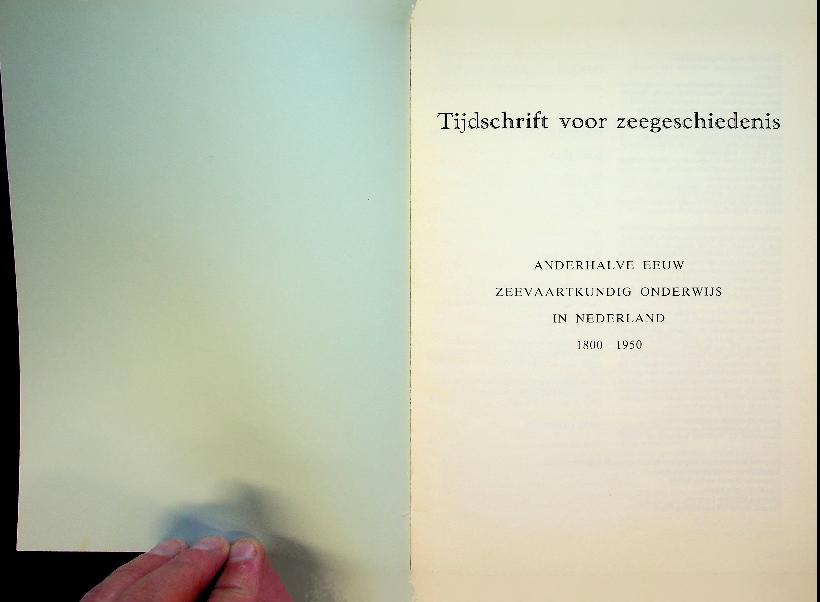 Tijdschrift voor zeegeschiedenis
ANDERHALVE EEUW
ZEEVAARTKUNDIG ONDERWIJS
IN NEDERLAND
1800 1950